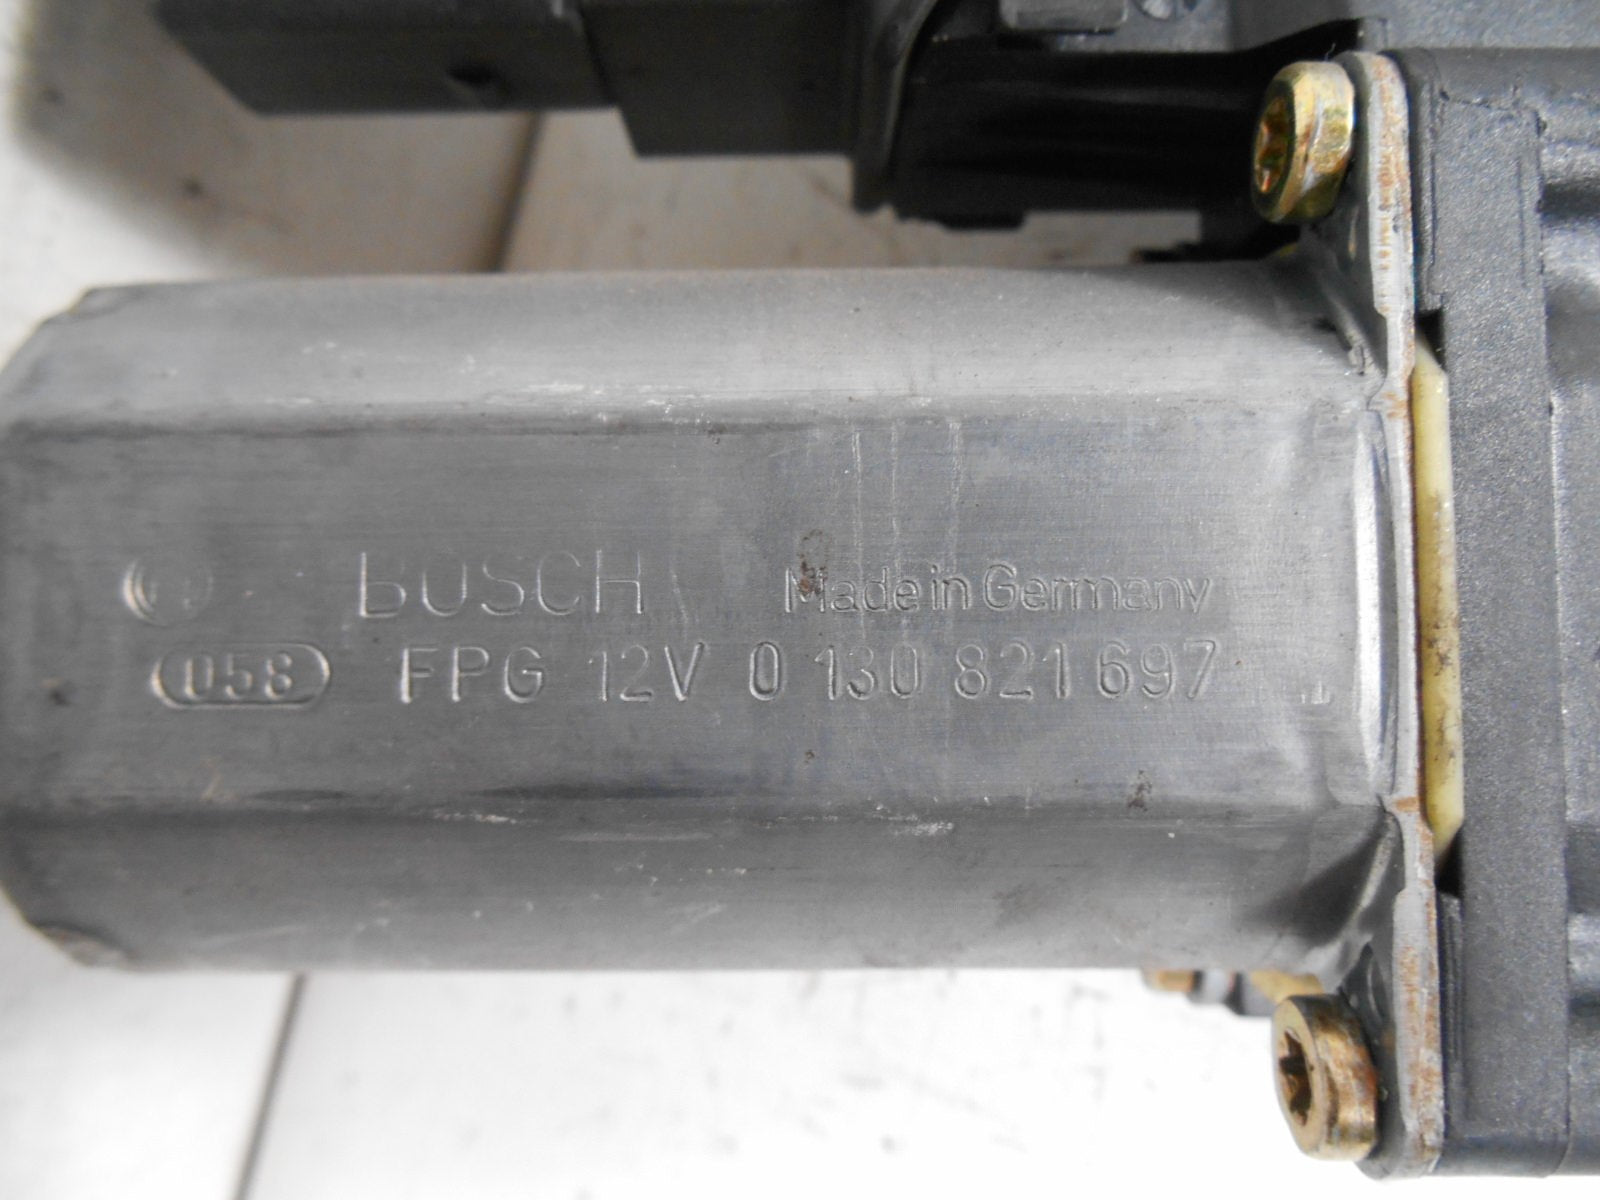 BOSCH Made in Germany
058 FPG 12V 0 130 821 697